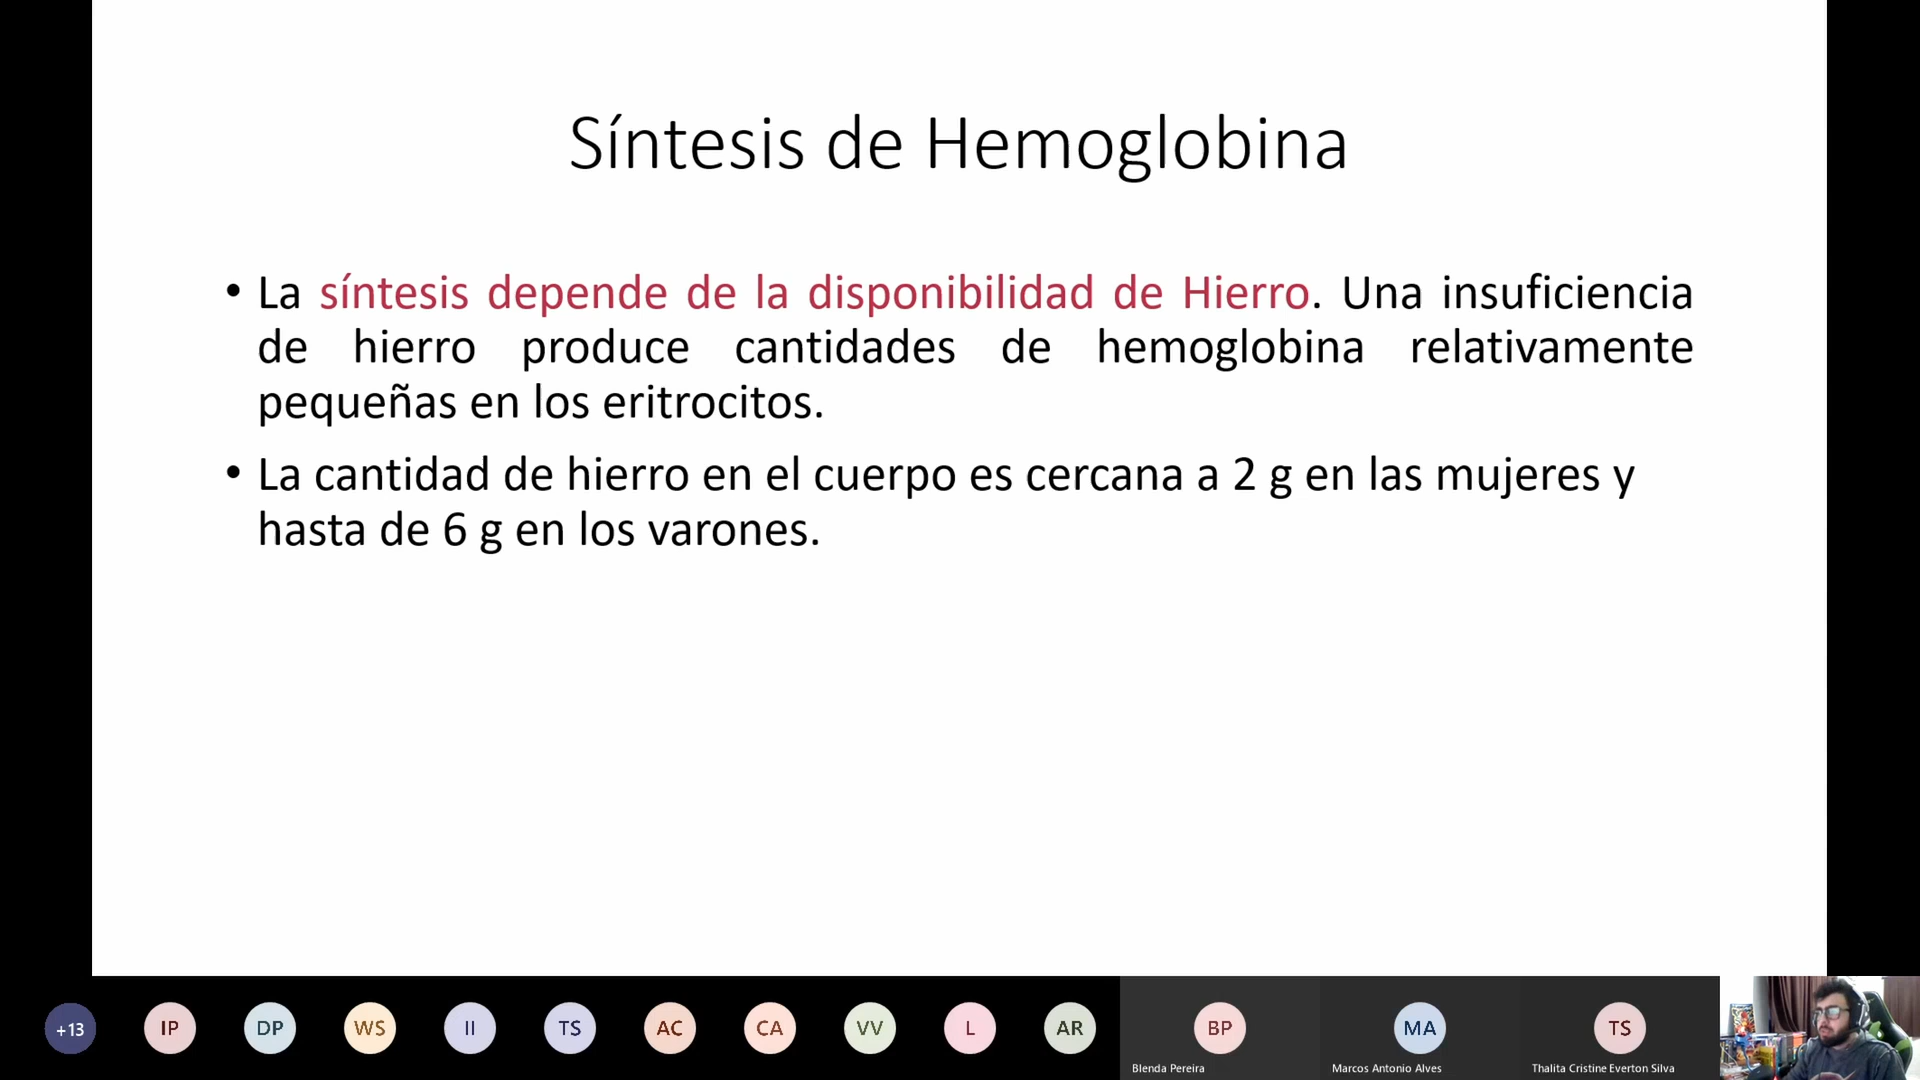 Síntesis de Hemoglobina
• La síntesis depende de la disponibilidad de Hierro. Una insuficiencia
de hierro produce cantidades de hemoglobina relativamente
pequeñas en los eritrocitos.
• La cantidad de hierro en el cuerpo es cercana a 2 g en las mujeres y
hasta de 6 g en los varones.
+13 IP DP WS II TS AC CA VV L AR BP MA TS
Blenda Pereira Marcos Antonio Alves Thalita Cristine Everton Silva